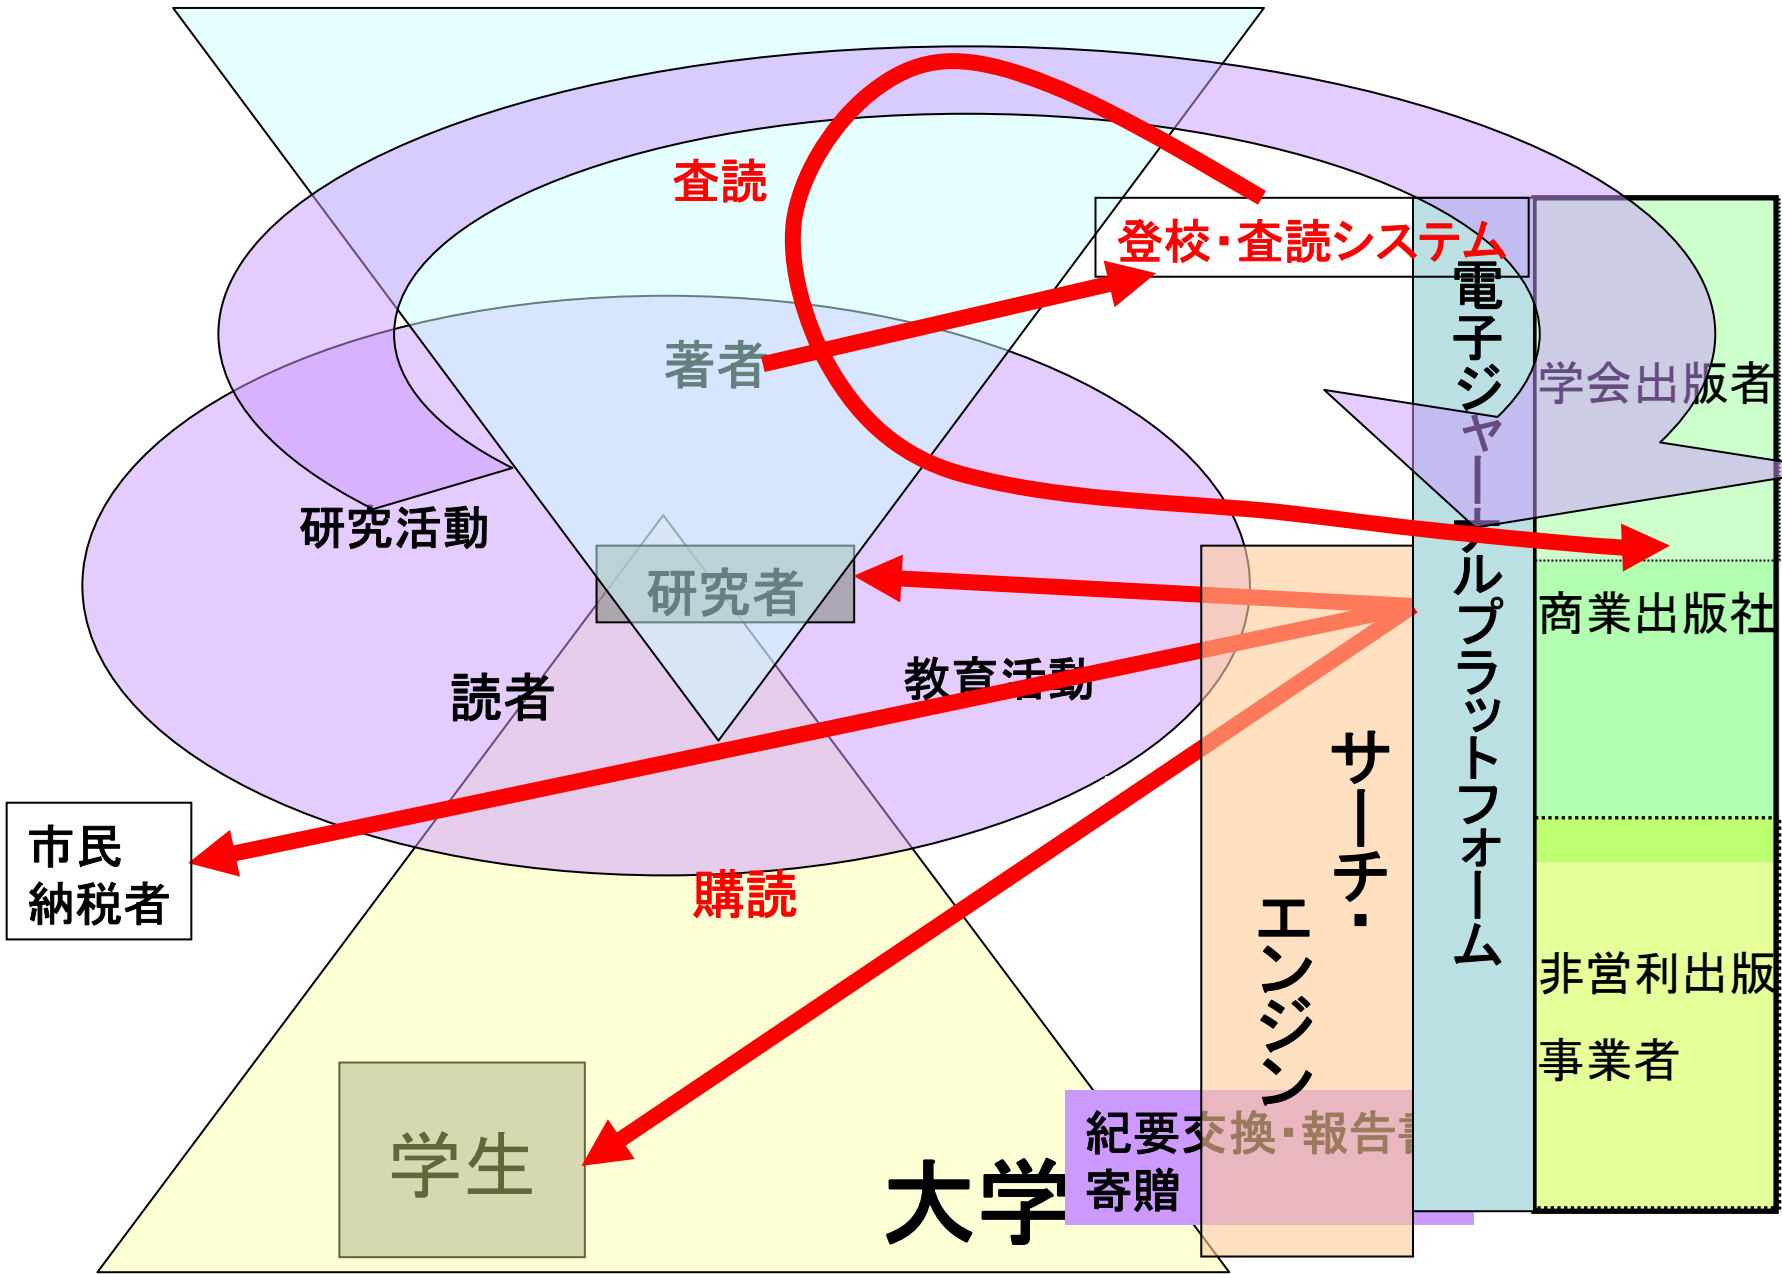 査読
登校・査読システム
電子ジャーナルプラットフォーム
学会出版者
著者
研究活動
研究者
商業出版社
教育活動
読者
サーチ・
エンジン
市民
納税者
購読
非営利出版
事業者
学生
大学
紀要交換・報告書
寄贈